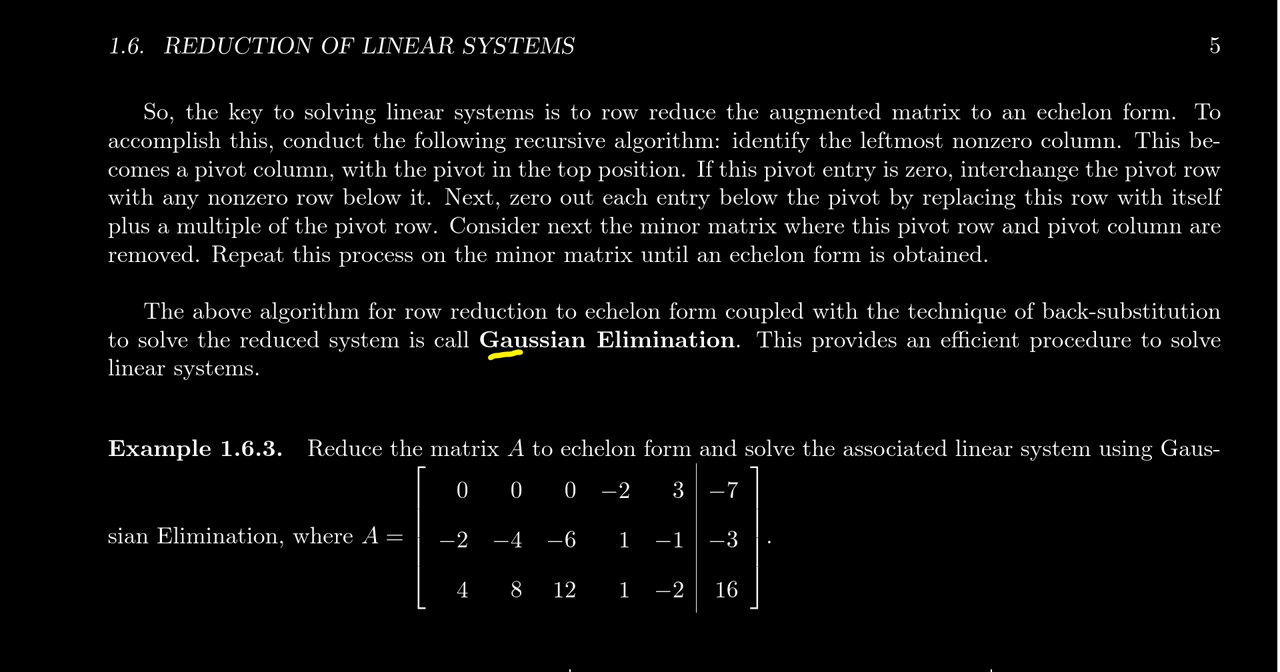 1.6. REDUCTION OF LINEAR SYSTEMS 5
So, the key to solving linear systems is to row reduce the augmented matrix to an echelon form. To
accomplish this, conduct the following recursive algorithm: identify the leftmost nonzero column. This be-
comes a pivot column, with the pivot in the top position. If this pivot entry is zero, interchange the pivot row
with any nonzero row below it. Next, zero out each entry below the pivot by replacing this row with itself
plus a multiple of the pivot row. Consider next the minor matrix where this pivot row and pivot column are
removed. Repeat this process on the minor matrix until an echelon form is obtained.
The above algorithm for row reduction to echelon form coupled with the technique of back-substitution
to solve the reduced system is call Gaussian Elimination. This provides an efficient procedure to solve
linear systems.
Example 1.6.3. Reduce the matrix A to echelon form and solve the associated linear system using Gaus-
sian Elimination, where A =
0 0 0 −2 3 −7
−2 −4 −6 1 −1 −3
4 8 12 1 −2 16
.